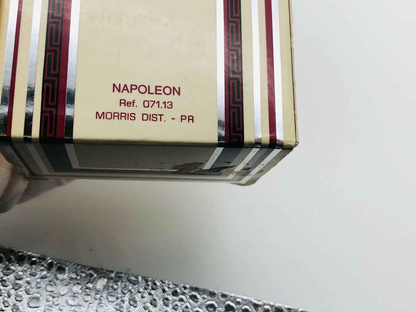 NAPOLEON
Ref. 071.13
MORRIS DIST. - PR